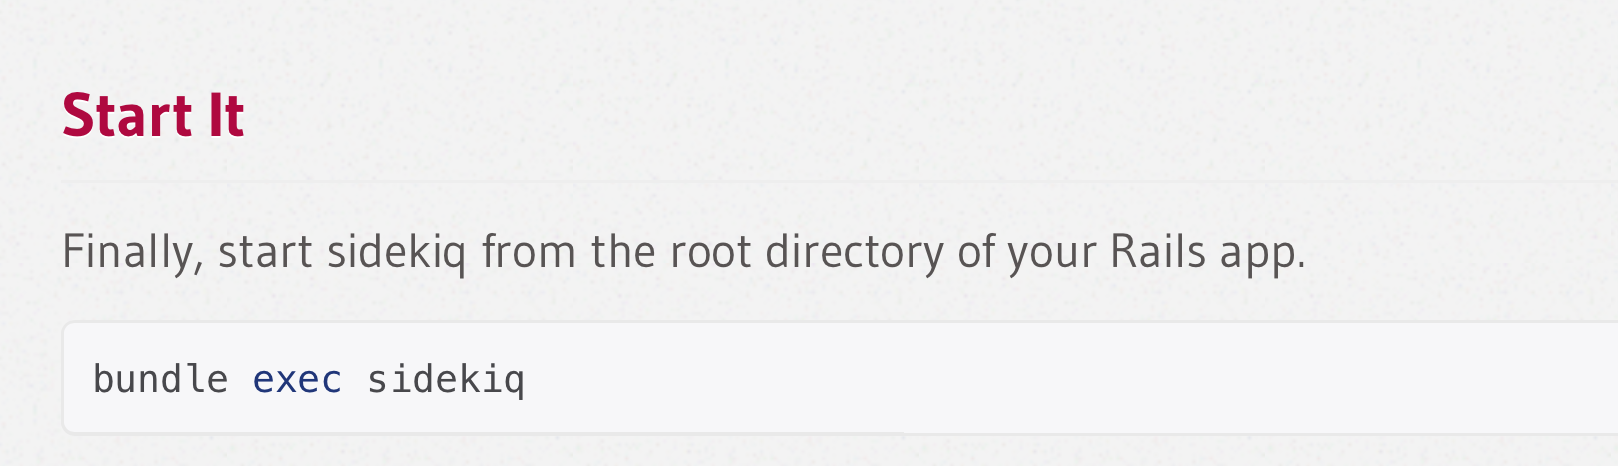 Start It
Finally, start sidekiq from the root directory of your Rails app.
bundle exec sidekiq